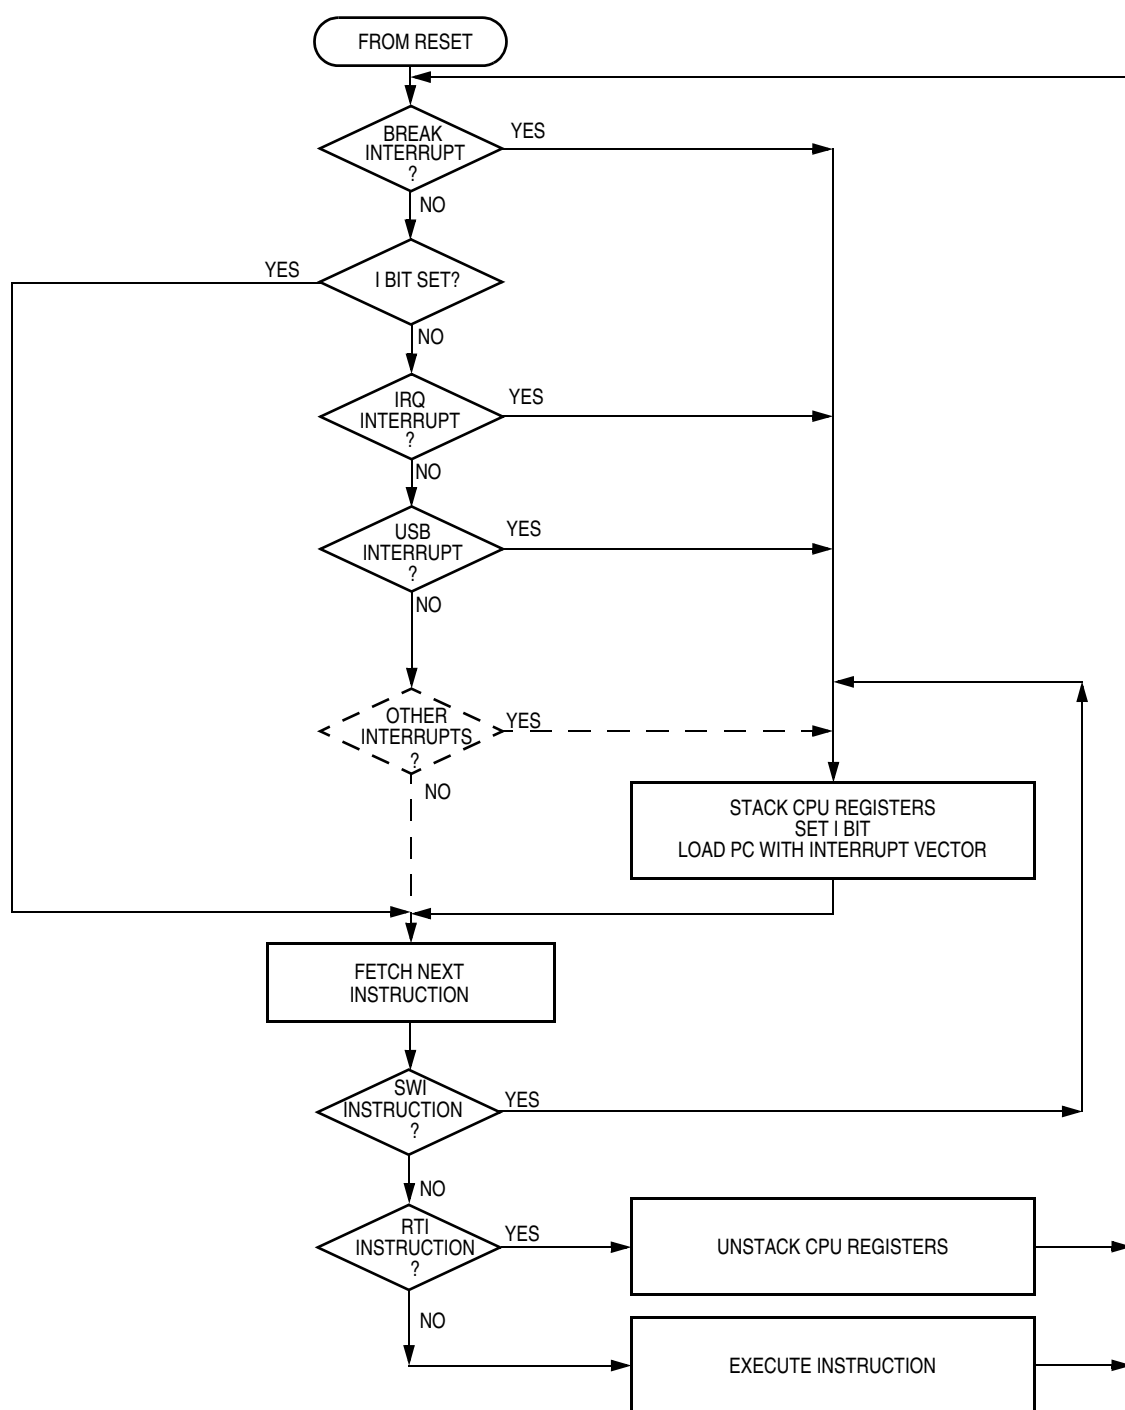 FROM RESET
BREAK
INTERRUPT
?
YES
NO
I BIT SET?
YES
NO
IRQ
INTERRUPT
?
YES
NO
USB
INTERRUPT
?
YES
NO
OTHER
INTERRUPTS
?
YES
NO
STACK CPU REGISTERS
SET I BIT
LOAD PC WITH INTERRUPT VECTOR
FETCH NEXT
INSTRUCTION
SWI
INSTRUCTION
?
YES
NO
RTI
INSTRUCTION
?
YES
UNSTACK CPU REGISTERS
NO
EXECUTE INSTRUCTION